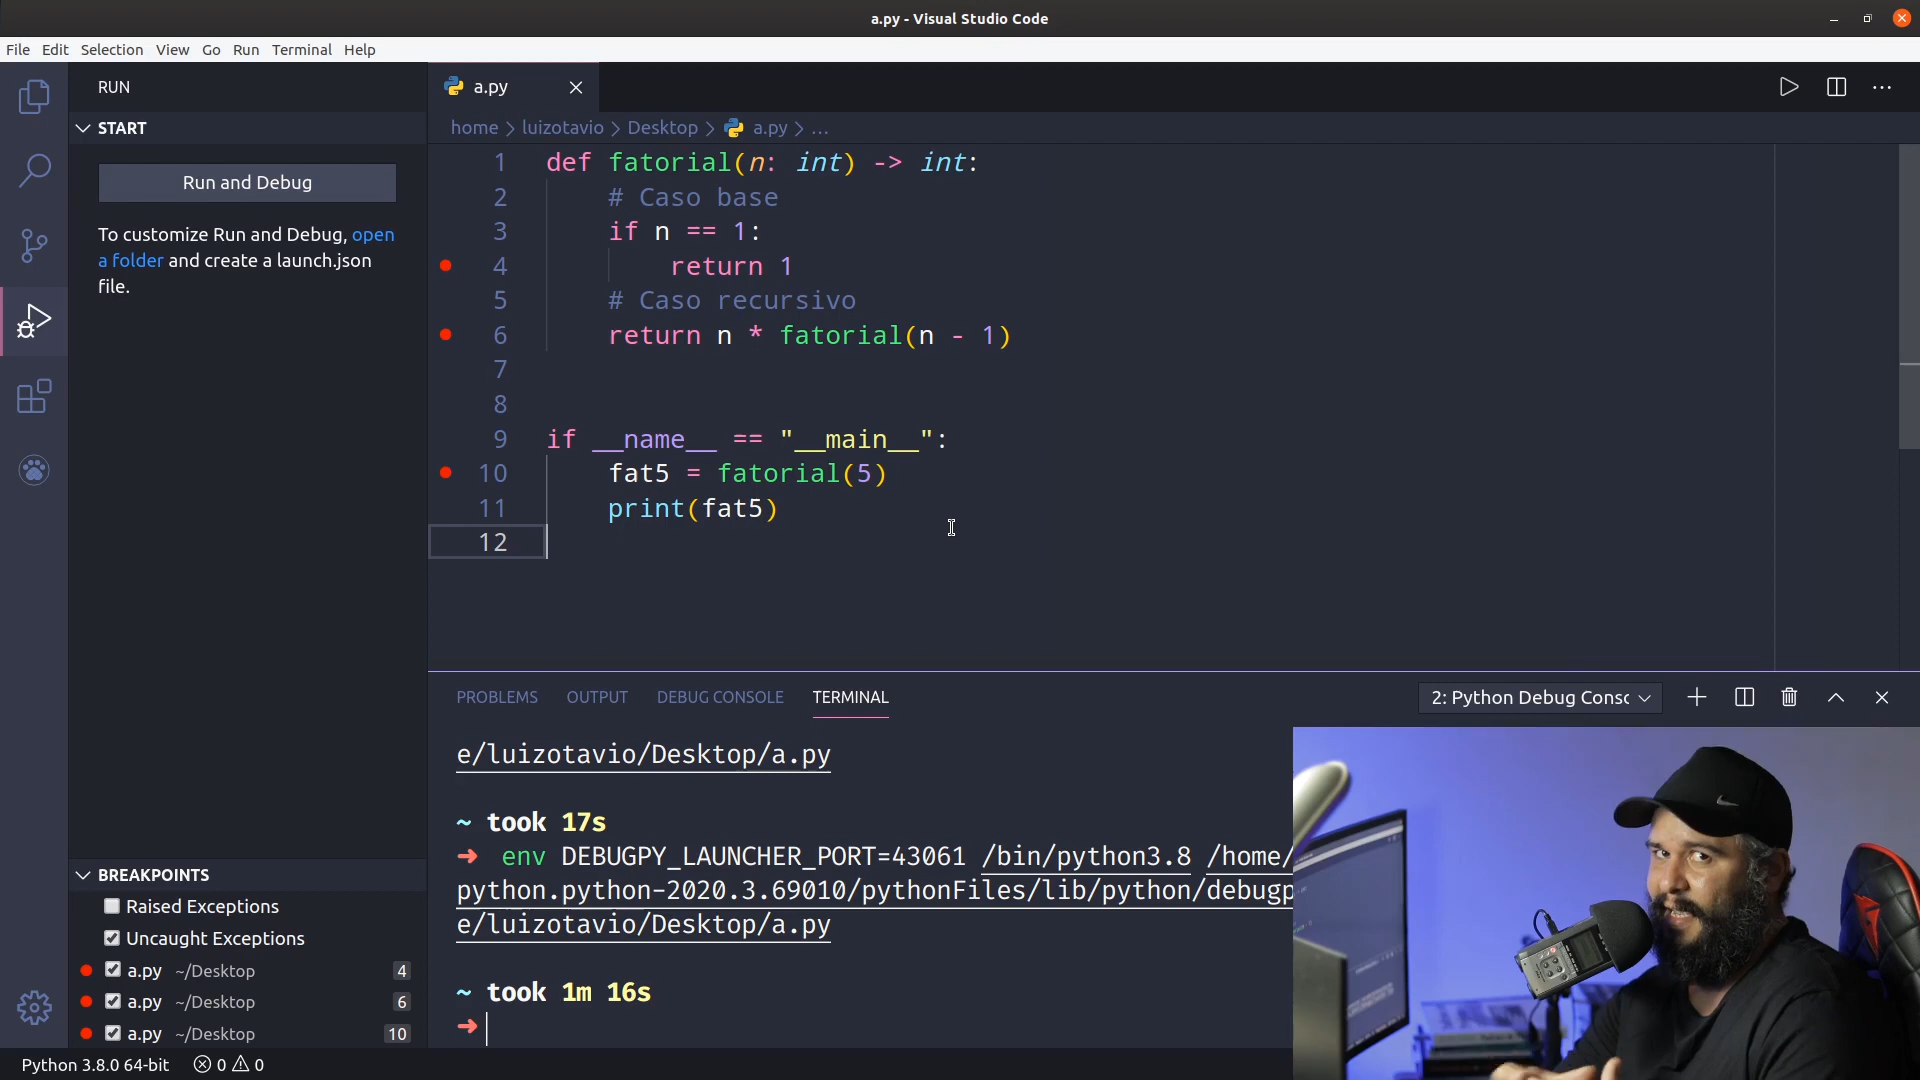 a.py - Visual Studio Code
File Edit Selection View Go Run Terminal Help
RUN
START
Run and Debug
To customize Run and Debug, open
a folder and create a launch.json
file.
BREAKPOINTS
Raised Exceptions
Uncaught Exceptions
a.py ~/Desktop 4
a.py ~/Desktop 6
a.py ~/Desktop 10
a.py
home > luizotavio > Desktop > a.py > ...
1 def fatorial(n: int) -> int:
2 # Caso base
3 if n == 1:
4 return 1
5 # Caso recursivo
6 return n * fatorial(n - 1)
7
8
9 if __name__ == "__main__":
10 fat5 = fatorial(5)
11 print(fat5)
12
PROBLEMS OUTPUT DEBUG CONSOLE TERMINAL
2: Python Debug Consc
e/luizotavio/Desktop/a.py
~ took 17s
➜ env DEBUGPY_LAUNCHER_PORT=43061 /bin/python3.8 /home/
python.python-2020.3.69010/pythonFiles/lib/python/debugp
e/luizotavio/Desktop/a.py
~ took 1m 16s
➜
Python 3.8.0 64-bit 0 0